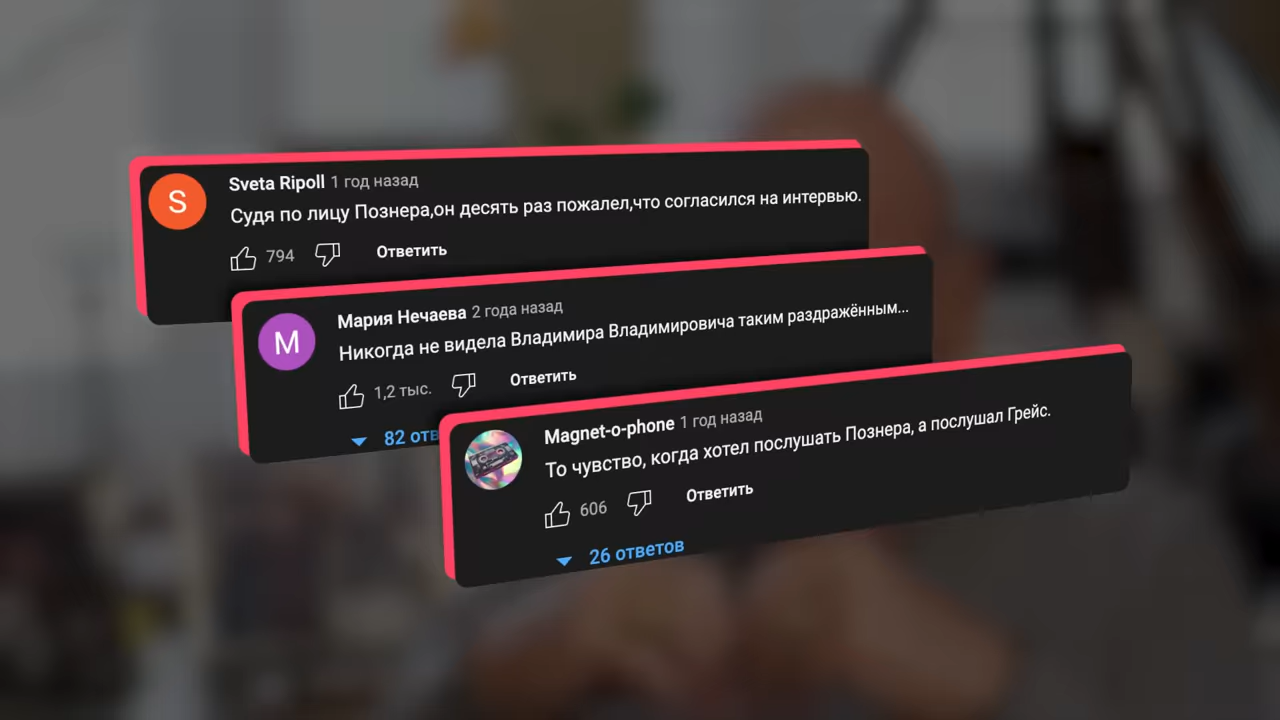 S
Sveta Ripoll 1 год назад
Судя по лицу Познера,он десять раз пожалел,что согласился на интервью.
794 Ответить
М
Мария Нечаева 2 года назад
Никогда не видела Владимира Владимировича таким раздражённым...
1,2 тыс. Ответить
82 отв
Magnet-o-phone 1 год назад
То чувство, когда хотел послушать Познера, а послушал Грейс.
606 Ответить
26 ответов